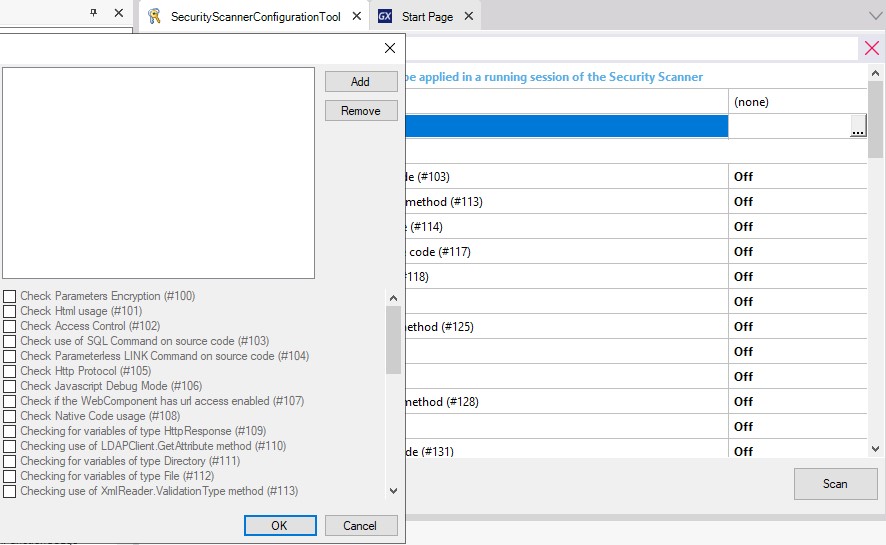 SecurityScannerConfigurationTool
GX Start Page
be applied in a running session of the Security Scanner
(none)
...
Add
Remove
de (#103) Off
method (#113) Off
(#114) Off
code (#117) Off
#118) Off
Off
ethod (#125) Off
Off
Off
method (#128) Off
Off
de (#131) Off
Check Parameters Encryption (#100)
Check Html usage (#101)
Check Access Control (#102)
Check use of SQL Command on source code (#103)
Check Parameterless LINK Command on source code (#104)
Check Http Protocol (#105)
Check Javascript Debug Mode (#106)
Check if the WebComponent has url access enabled (#107)
Check Native Code usage (#108)
Checking for variables of type HttpResponse (#109)
Checking use of LDAPClient.GetAttribute method (#110)
Checking for variables of type Directory (#111)
Checking for variables of type File (#112)
Checking use of XmlReader.ValidationType method (#113)
Scan
OK
Cancel